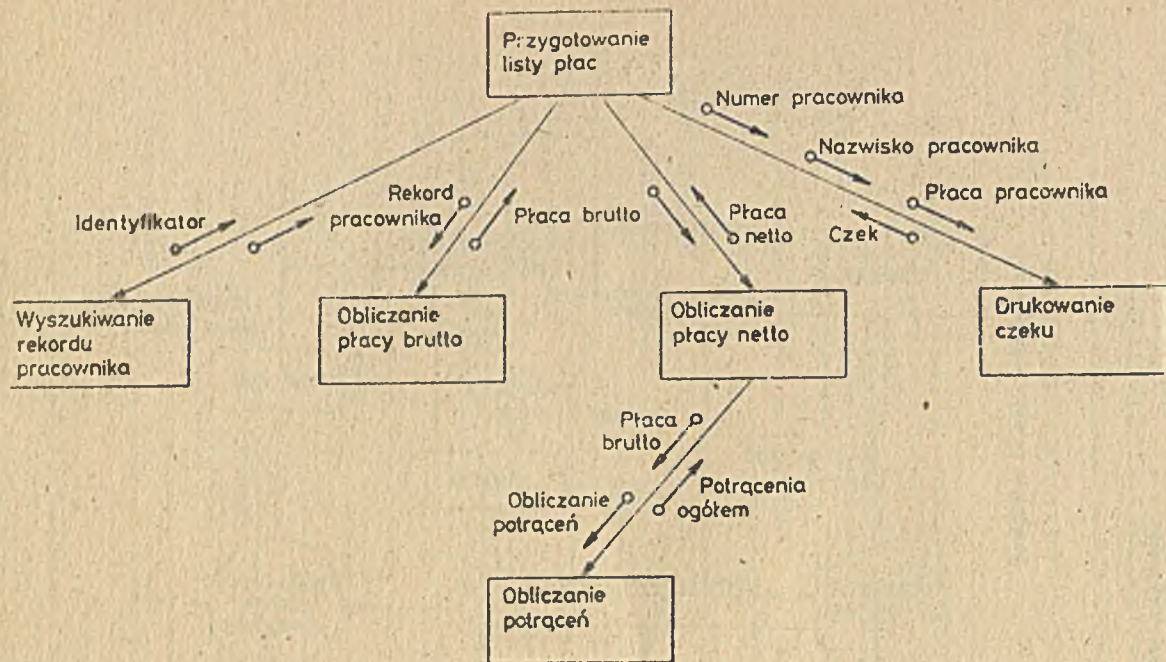 Przygotowanie
listy płac
Numer pracownika
Nazwisko pracownika
Płaca pracownika
Identyfikator
Rekord
pracownika
Płaca brutto
Płaca
netto
Czek
Wyszukiwanie
rekordu
pracownika
Obliczanie
płacy brutto
Obliczanie
płacy netto
Drukowanie
czeku
Płaca
brutto
Obliczanie
potrąceń
Potrącenia
ogółem
Obliczanie
potrąceń